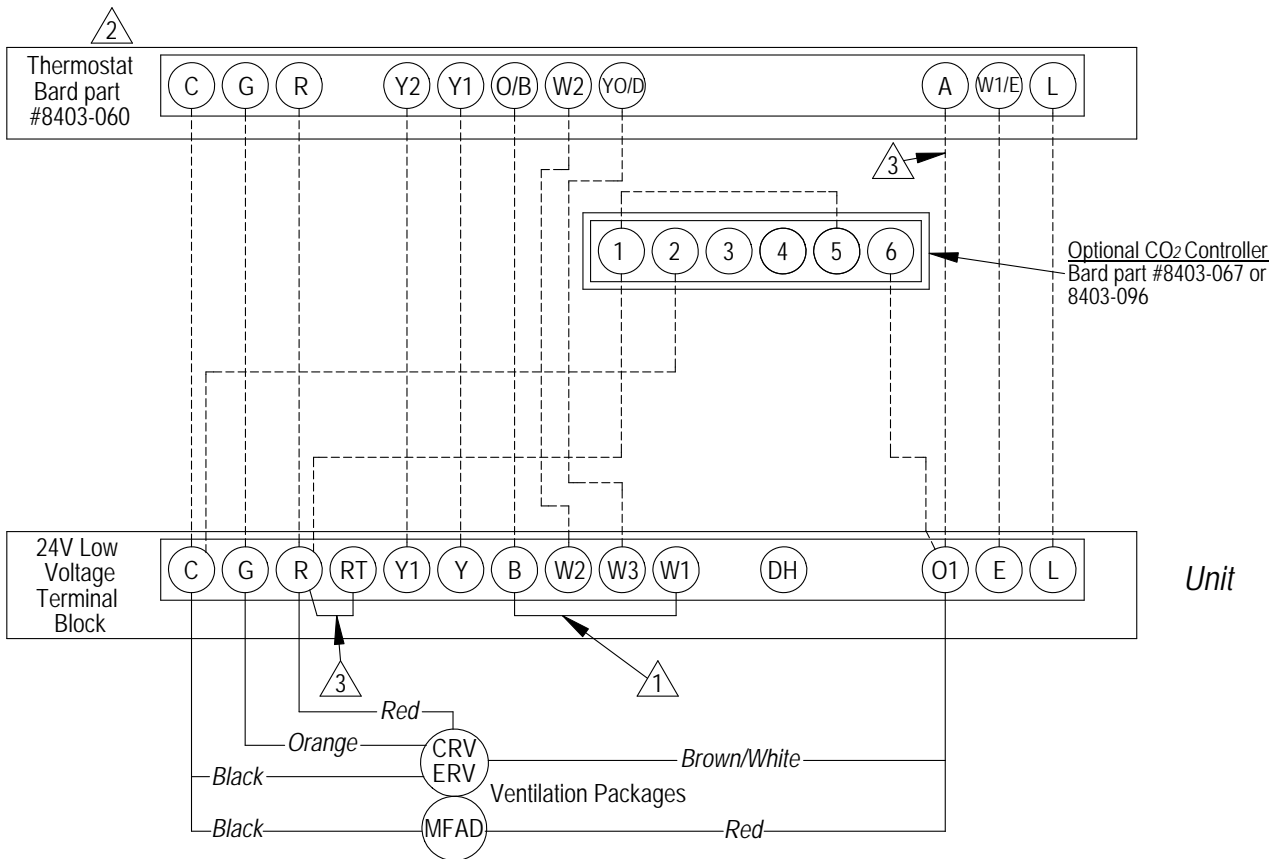 2
Thermostat
Bard part
#8403-060
C G R Y2 Y1 O/B W2 YO/D A W1/E L
3
1 2 3 4 5 6
Optional CO2 Controller
Bard part #8403-067 or
8403-096
24V Low
Voltage
Terminal
Block
C G R RT Y1 Y B W2 W3 W1 DH O1 E L
Unit
3 1
Red
Orange
CRV
ERV
Brown/White
Black
Ventilation Packages
Black
MFAD
Red